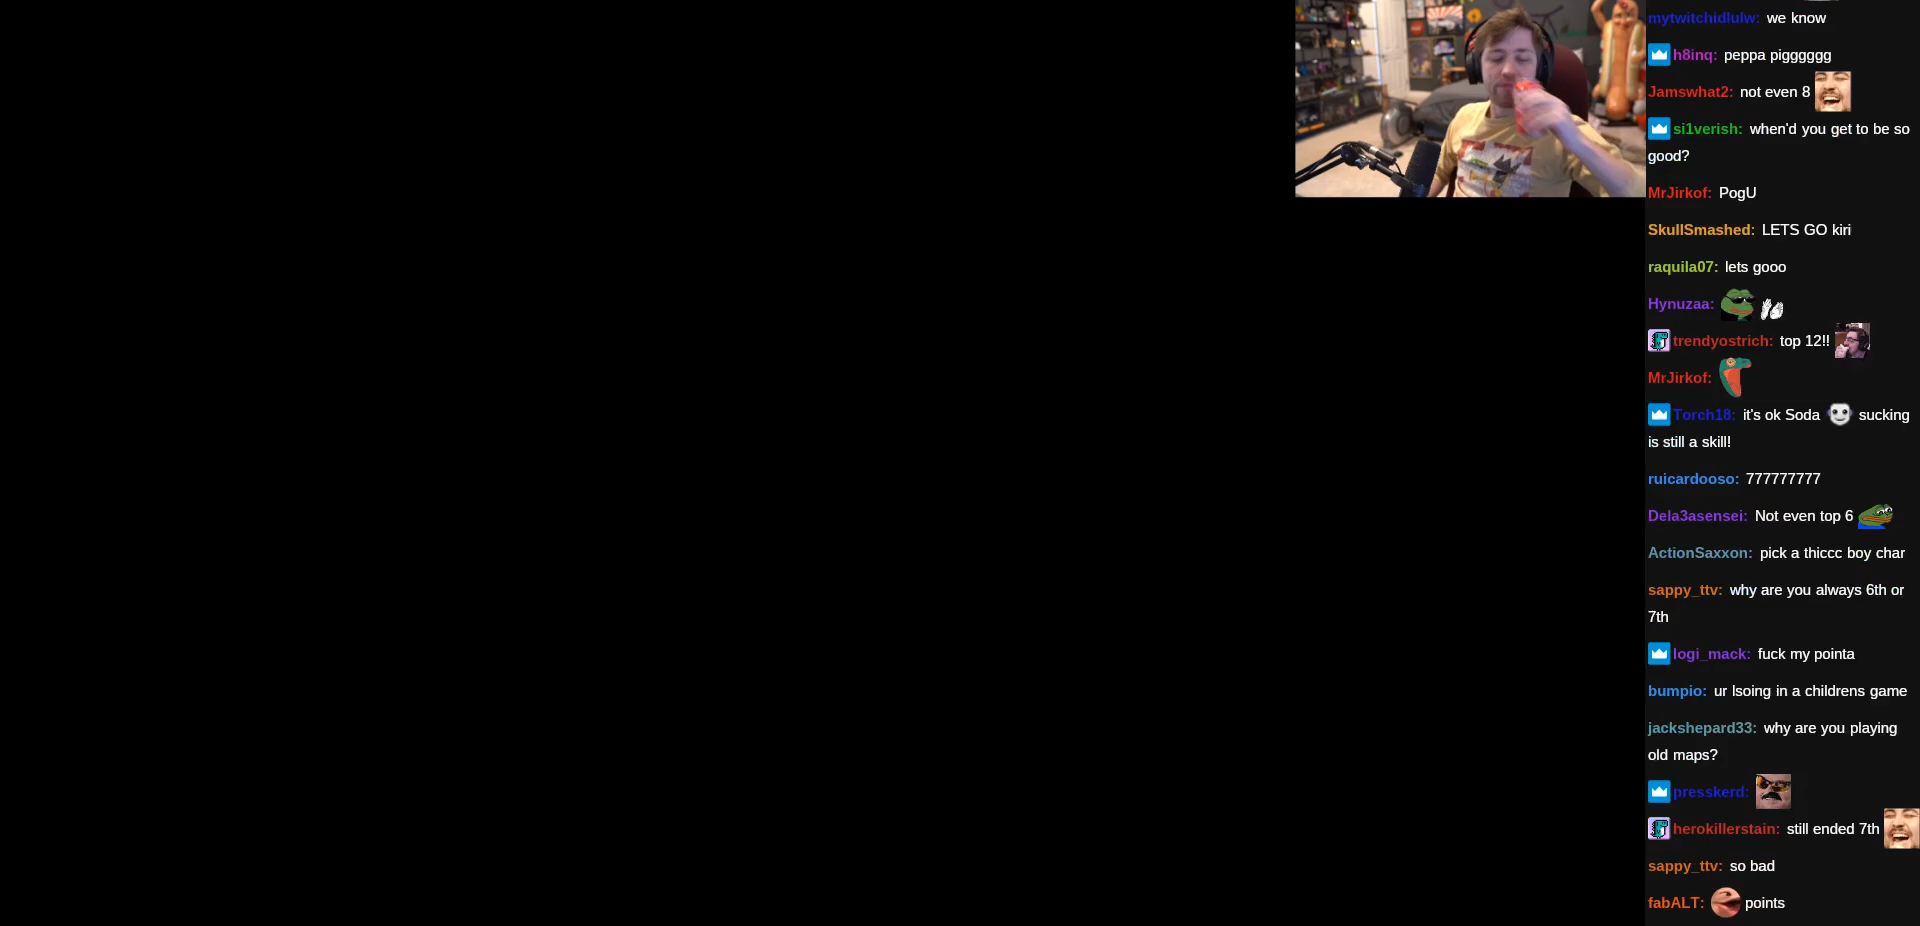 mytwitchidlulw: we know
h8inq: peppa pigggggg
Jamswhat2: not even 8
si1verish: when'd you get to be so
good?
MrJirkof: PogU
SkullSmashed: LETS GO kiri
raquila07: lets gooo
Hynuzaa:
trendyostrich: top 12!!
MrJirkof:
Torch18: it's ok Soda sucking
is still a skill!
ruicardooso: 777777777
Dela3asensei: Not even top 6
ActionSaxxon: pick a thiccc boy char
sappy_ttv: why are you always 6th or
7th
logi_mack: fuck my pointa
bumpio: ur lsoing in a childrens game
jackshepard33: why are you playing
old maps?
presskerd:
herokillerstain: still ended 7th
sappy_ttv: so bad
fabALT: points